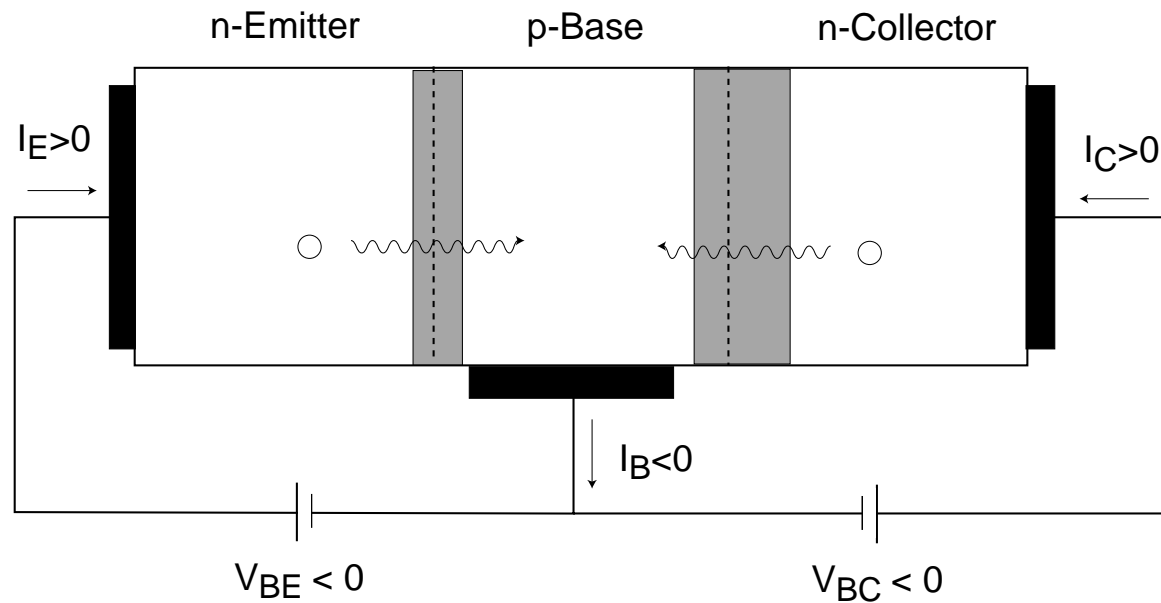 n-Emitter p-Base n-Collector
I_E>0 I_C>0
I_B<0
V_BE < 0 V_BC < 0